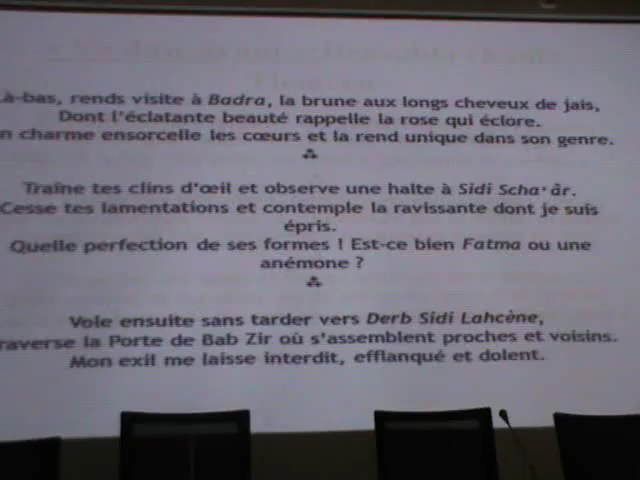 à-bas, rends visite à Badra, la brune aux longs cheveux de jais,
Dont l'éclatante beauté rappelle la rose qui éclore.
n charme ensorcelle les cœurs et la rend unique dans son genre.
Traîne tes clins d'œil et observe une halte à Sidi Scha·âr.
Cesse tes lamentations et contemple la ravissante dont je suis
épris.
Quelle perfection de ses formes ! Est-ce bien Fatma ou une
anémone ?
Vole ensuite sans tarder vers Derb Sidi Lahcène,
raverse la Porte de Bab Zir où s'assemblent proches et voisins.
Mon exil me laisse interdit, efflanqué et dolent.